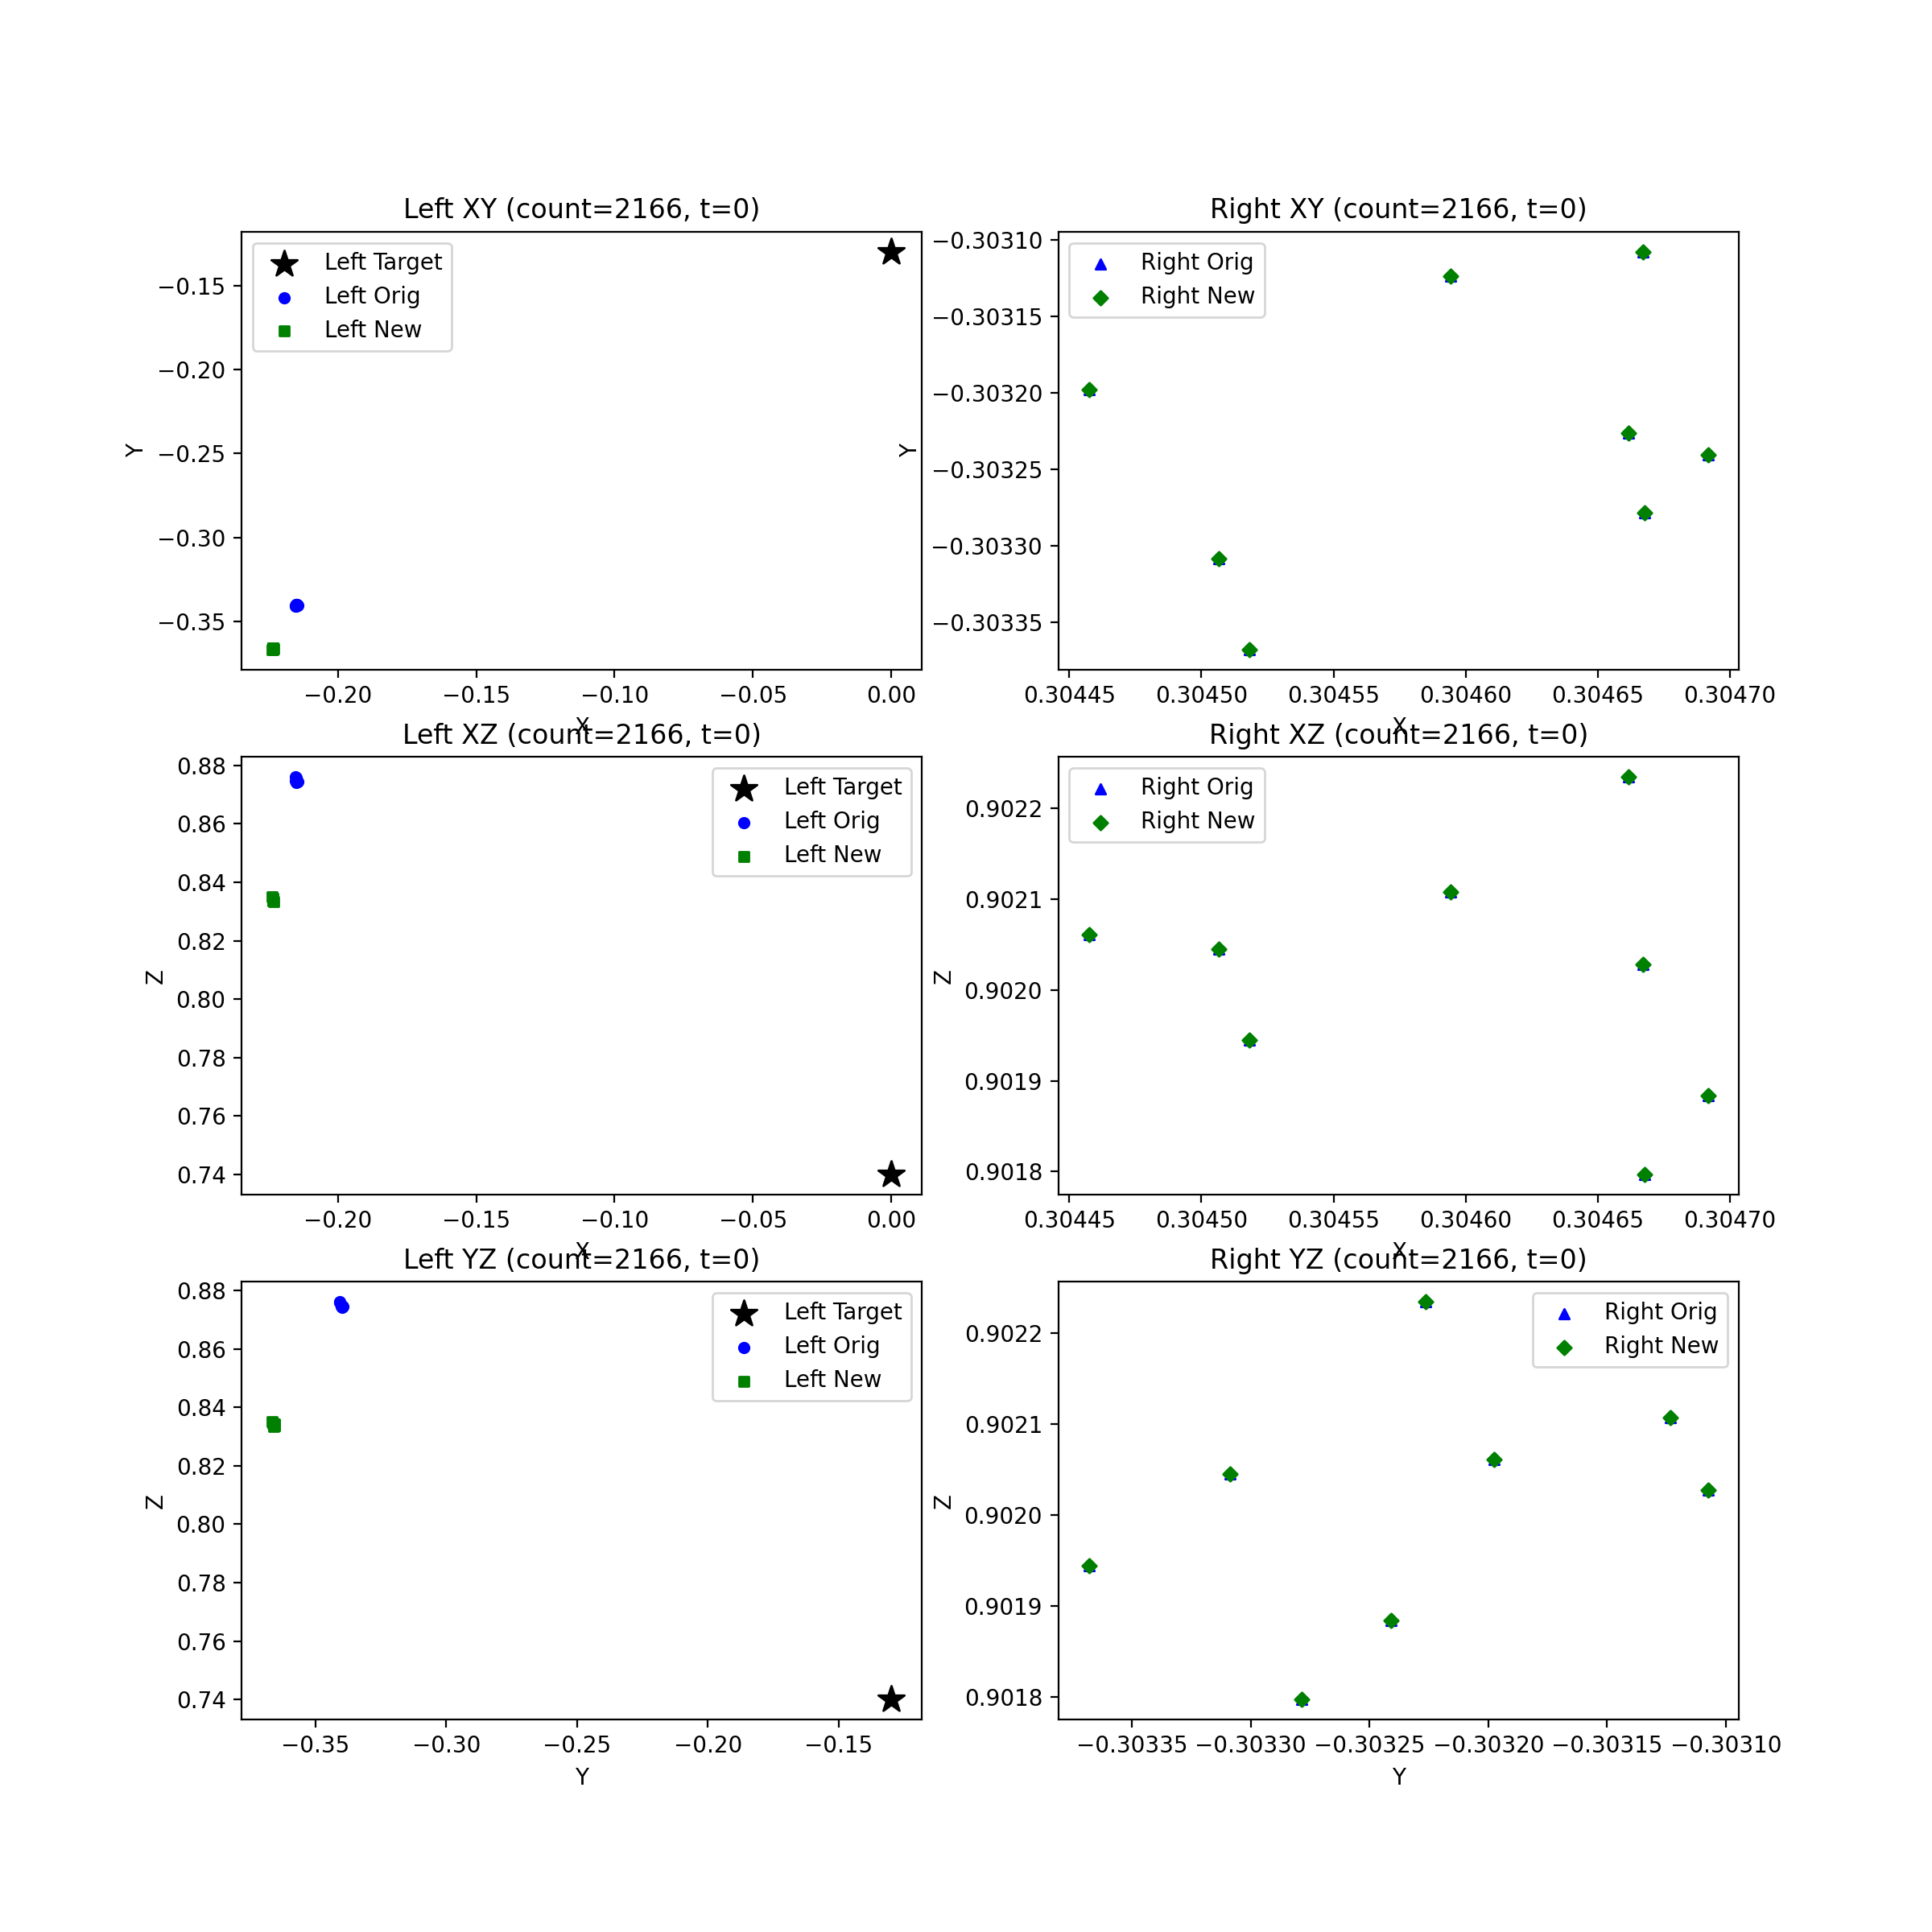 Left XY (count=2166, t=0)
Left Target
Left Orig
Left New
Y
−0.15
−0.20
−0.25
−0.30
−0.35
−0.20
−0.15
−0.10
−0.05
0.00
X
Right XY (count=2166, t=0)
Right Orig
Right New
Y
−0.30310
−0.30315
−0.30320
−0.30325
−0.30330
−0.30335
0.30445
0.30450
0.30455
0.30460
0.30465
0.30470
X
Left XZ (count=2166, t=0)
Left Target
Left Orig
Left New
Z
0.88
0.86
0.84
0.82
0.80
0.78
0.76
0.74
−0.20
−0.15
−0.10
−0.05
0.00
X
Right XZ (count=2166, t=0)
Right Orig
Right New
Z
0.9022
0.9021
0.9020
0.9019
0.9018
0.30445
0.30450
0.30455
0.30460
0.30465
0.30470
X
Left YZ (count=2166, t=0)
Left Target
Left Orig
Left New
Z
0.88
0.86
0.84
0.82
0.80
0.78
0.76
0.74
−0.35
−0.30
−0.25
−0.20
−0.15
Y
Right YZ (count=2166, t=0)
Right Orig
Right New
Z
0.9022
0.9021
0.9020
0.9019
0.9018
−0.30335
−0.30330
−0.30325
−0.30320
−0.30315
−0.30310
Y